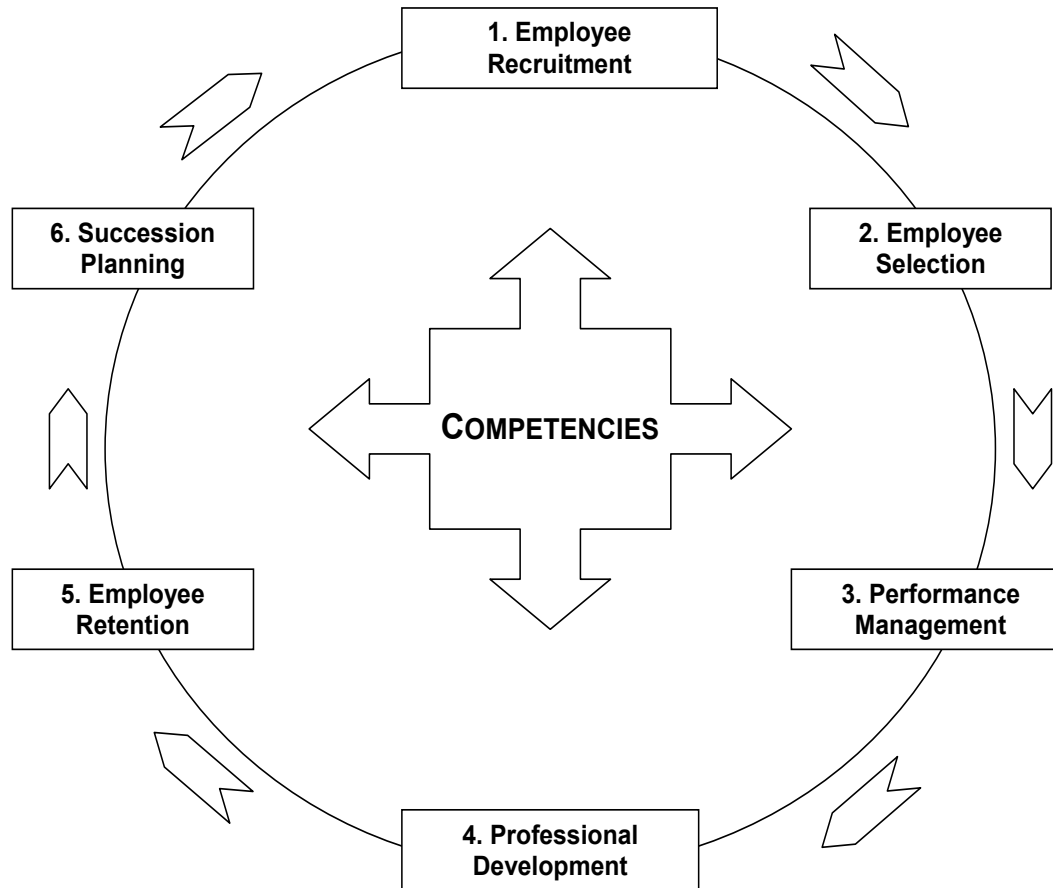 1. Employee
Recruitment
2. Employee
Selection
3. Performance
Management
4. Professional
Development
5. Employee
Retention
6. Succession
Planning
COMPETENCIES